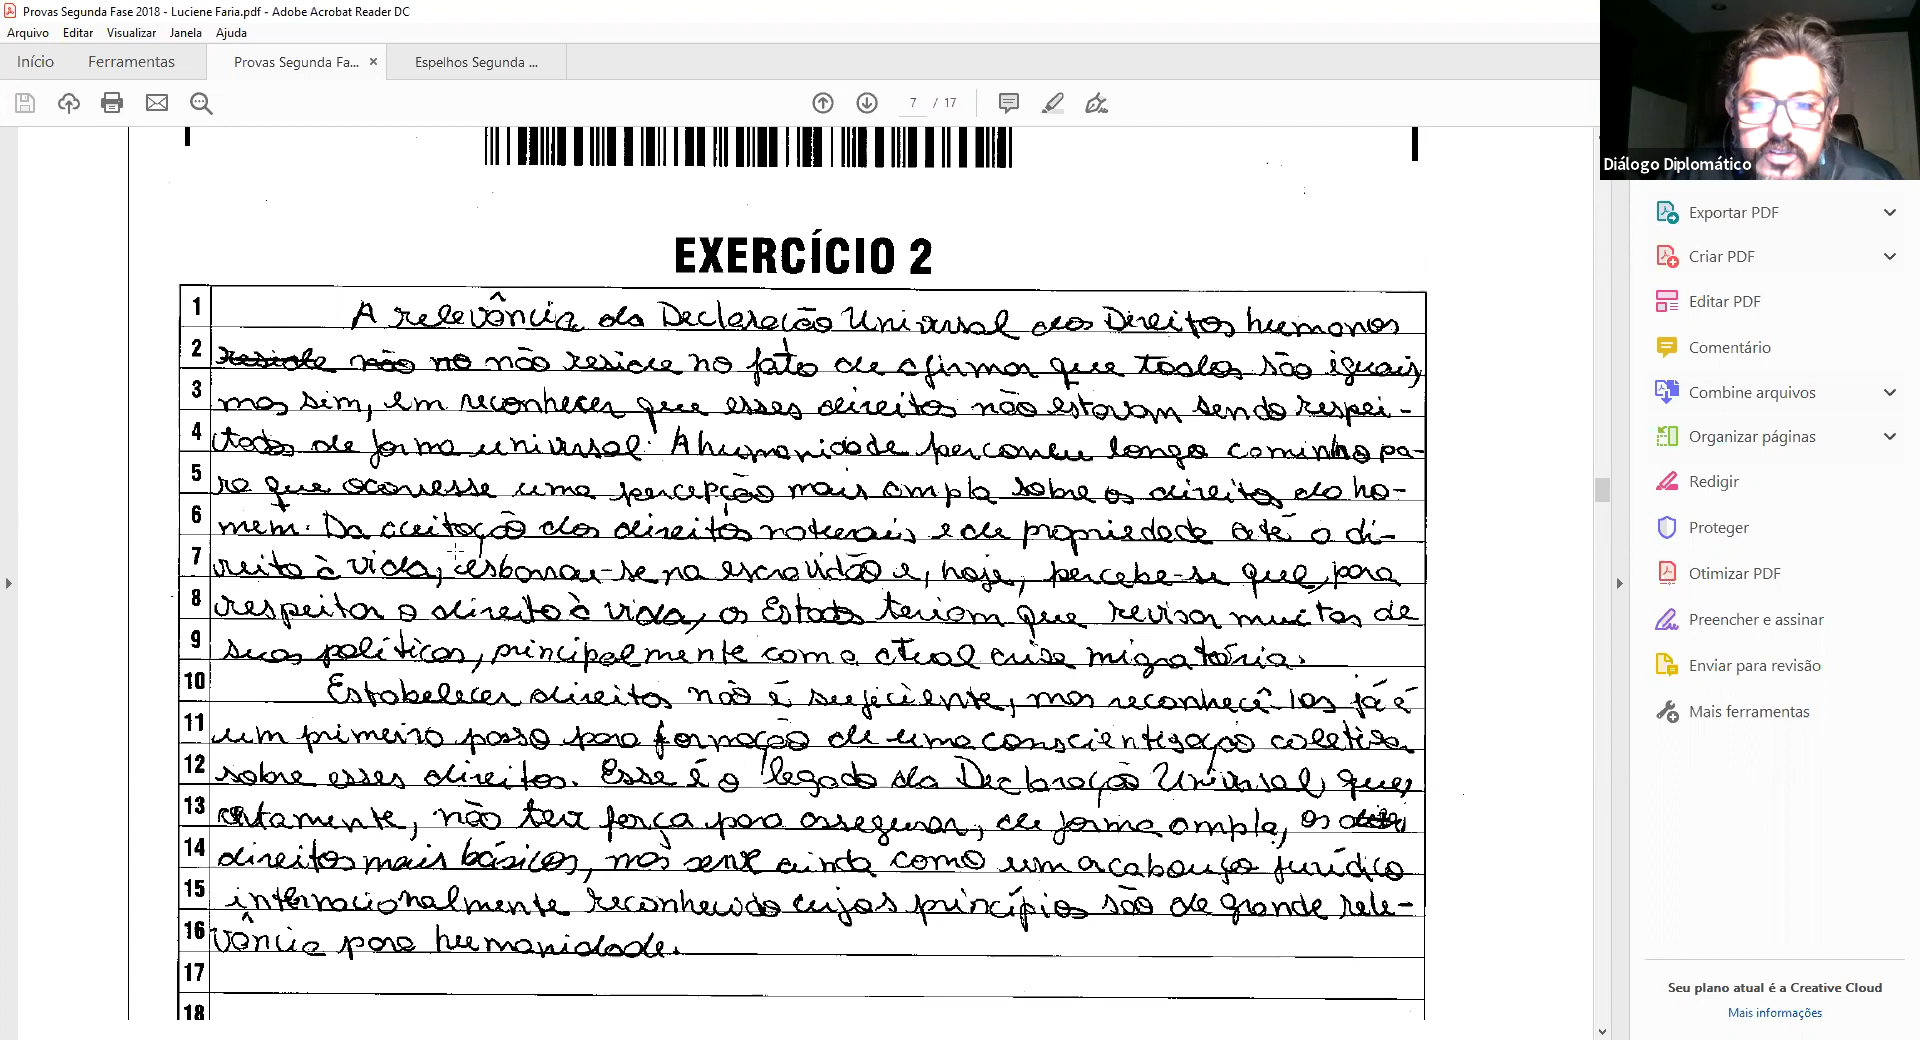 Provas Segunda Fase 2018 - Luciene Faria.pdf - Adobe Acrobat Reader DC
Arquivo Editar Visualizar Janela Ajuda
Início Ferramentas Provas Segunda Fa... × Espelhos Segunda ...
7 / 17
Diálogo Diplomático
EXERCÍCIO 2
1 A relevância da Declaração Universal dos Direitos humanos
2 reside não no não reside no fato de afirmar que todos são iguais,
3 mas sim, em reconhecer que esses direitos não estavam sendo respei-
4 tados de forma universal. A humanidade percorreu longo caminho pa-
5 ra que ocorresse uma percepção mais ampla sobre os direitos do ho-
6 mem. Da aceitação dos direitos naturais e de propriedade até o di-
7 reito à vida, esbarrou-se na escravidão e, hoje, percebe-se que, para
8 respeitar o direito à vida, os Estados teriam que revisar muitas de
9 suas políticas, principalmente com a atual crise migratória.
10 Estabelecer direitos não é suficiente, mas reconhecê-los já é
11 um primeiro passo para formação de uma conscientização coletiva
12 sobre esses direitos. Esse é o legado da Declaração Universal, que,
13 certamente, não tem força para assegurar, de forma ampla, os
14 direitos mais básicos, mas serve ainda como um arcabouço jurídico
15 internacionalmente reconhecido cujos princípios são de grande rele-
16 vância para humanidade.
17
18
Exportar PDF
Criar PDF
Editar PDF
Comentário
Combine arquivos
Organizar páginas
Redigir
Proteger
Otimizar PDF
Preencher e assinar
Enviar para revisão
Mais ferramentas
Seu plano atual é a Creative Cloud
Mais informações